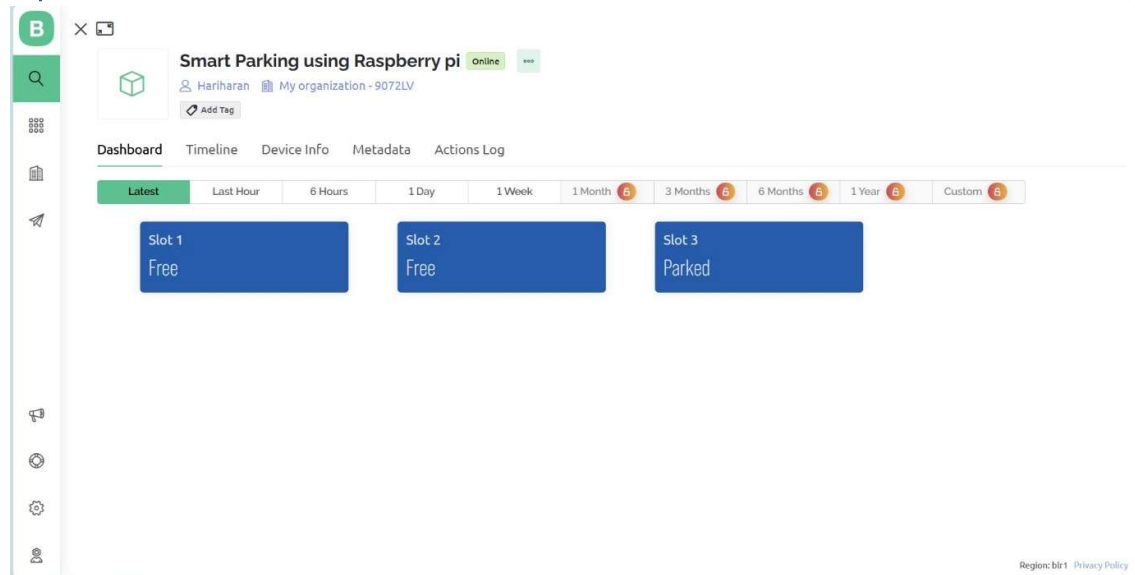 B
Smart Parking using Raspberry pi Online
Hariharan My organization - 9072LV
Add Tag
Dashboard Timeline Device Info Metadata Actions Log
Latest Last Hour 6 Hours 1 Day 1 Week 1 Month 3 Months 6 Months 1 Year Custom
Slot 1 Slot 2 Slot 3
Free Free Parked
Region: blr1 Privacy Policy